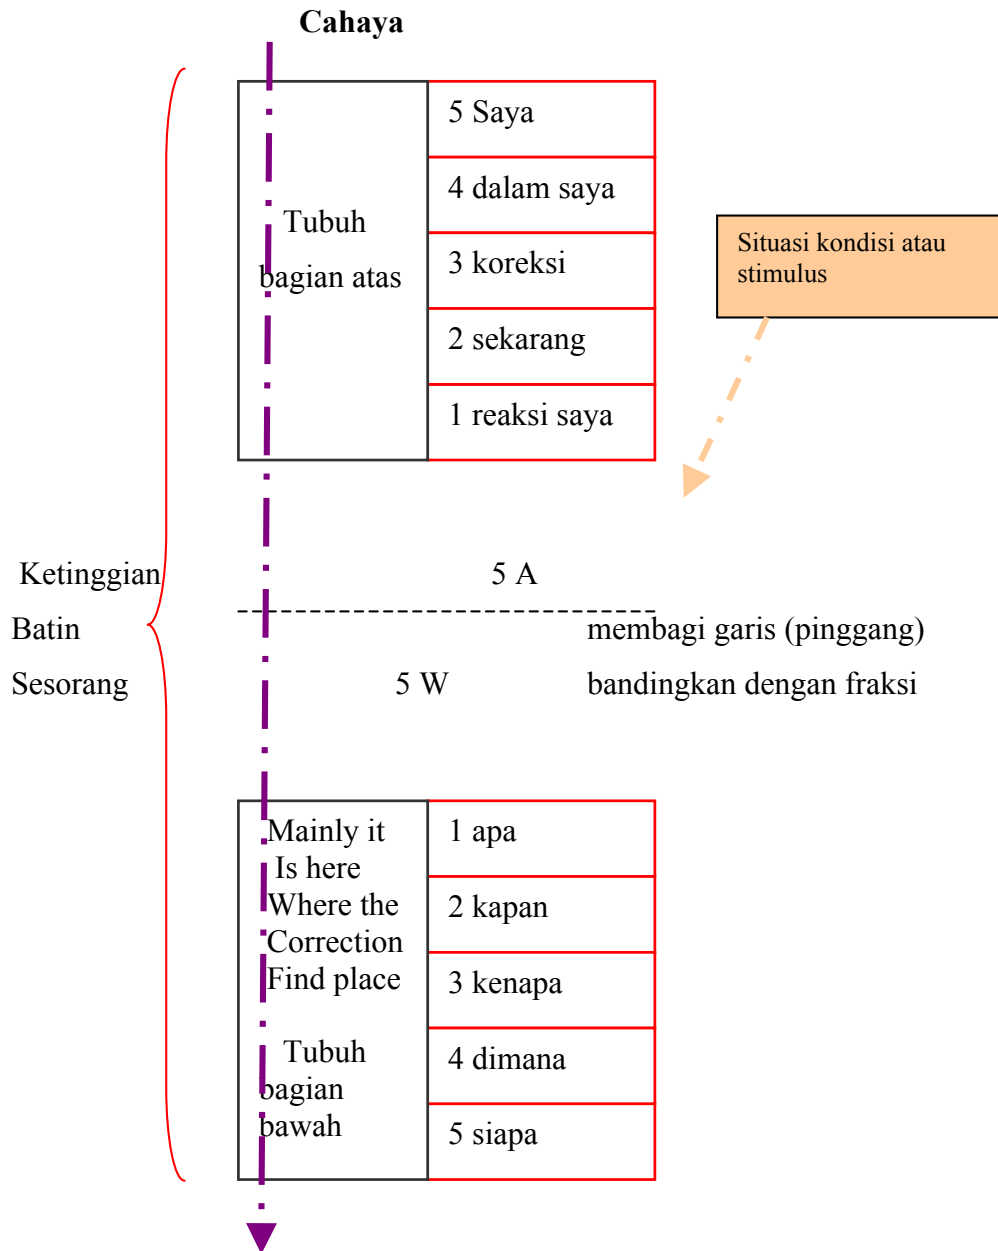 Cahaya
Tubuh
bagian atas
5 Saya
4 dalam saya
3 koreksi
2 sekarang
1 reaksi saya
Situasi kondisi atau
stimulus
Ketinggian
Batin
Sesorang
5 A
5 W
membagi garis (pinggang)
bandingkan dengan fraksi
Mainly it
Is here
Where the
Correction
Find place
Tubuh
bagian
bawah
1 apa
2 kapan
3 kenapa
4 dimana
5 siapa